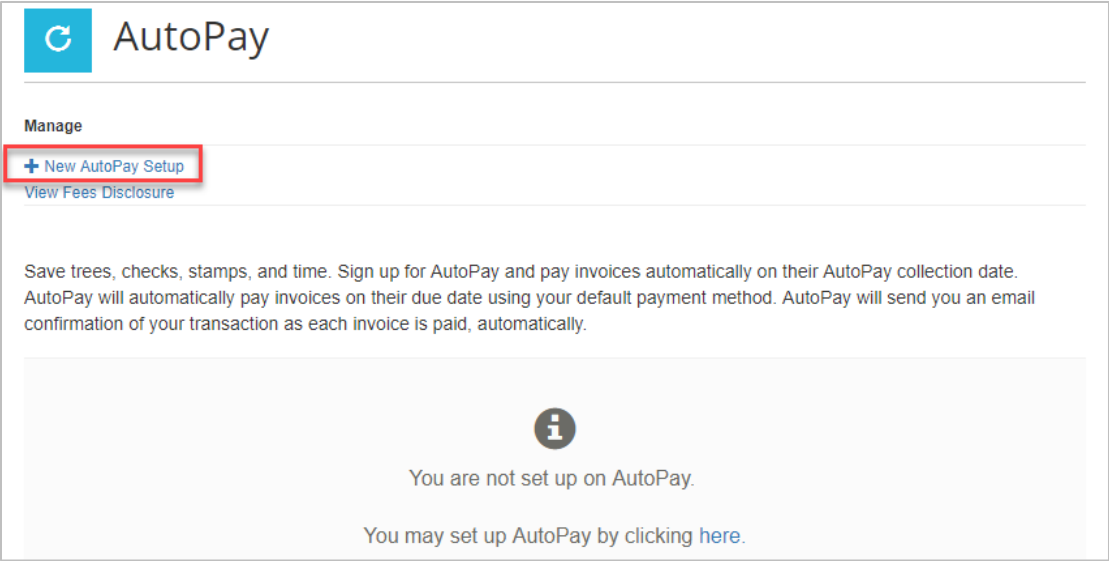 AutoPay
Manage
New AutoPay Setup
View Fees Disclosure
Save trees, checks, stamps, and time. Sign up for AutoPay and pay invoices automatically on their AutoPay collection date.
AutoPay will automatically pay invoices on their due date using your default payment method. AutoPay will send you an email
confirmation of your transaction as each invoice is paid, automatically.
You are not set up on AutoPay.
You may set up AutoPay by clicking here.